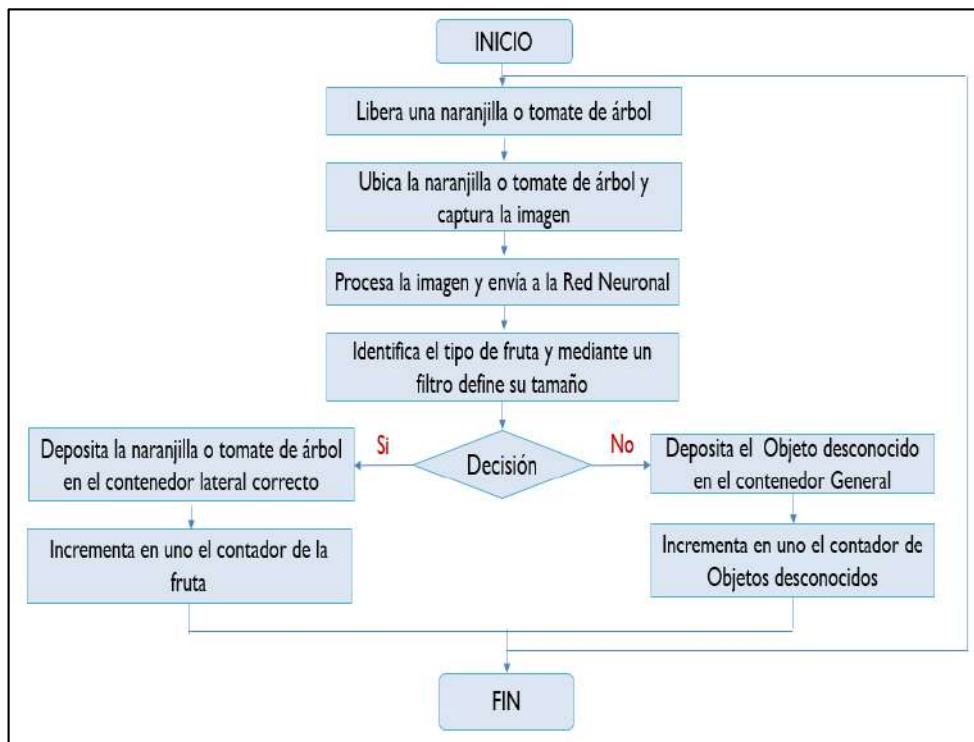 INICIO
Libera una naranjilla o tomate de árbol
Ubica la naranjilla o tomate de árbol y
captura la imagen
Procesa la imagen y envía a la Red Neuronal
Identifica el tipo de fruta y mediante un
filtro define su tamaño
Decisión
Si
No
Deposita la naranjilla o tomate de árbol
en el contenedor lateral correcto
Incrementa en uno el contador de la
fruta
Deposita el Objeto desconocido
en el contenedor General
Incrementa en uno el contador de
Objetos desconocidos
FIN